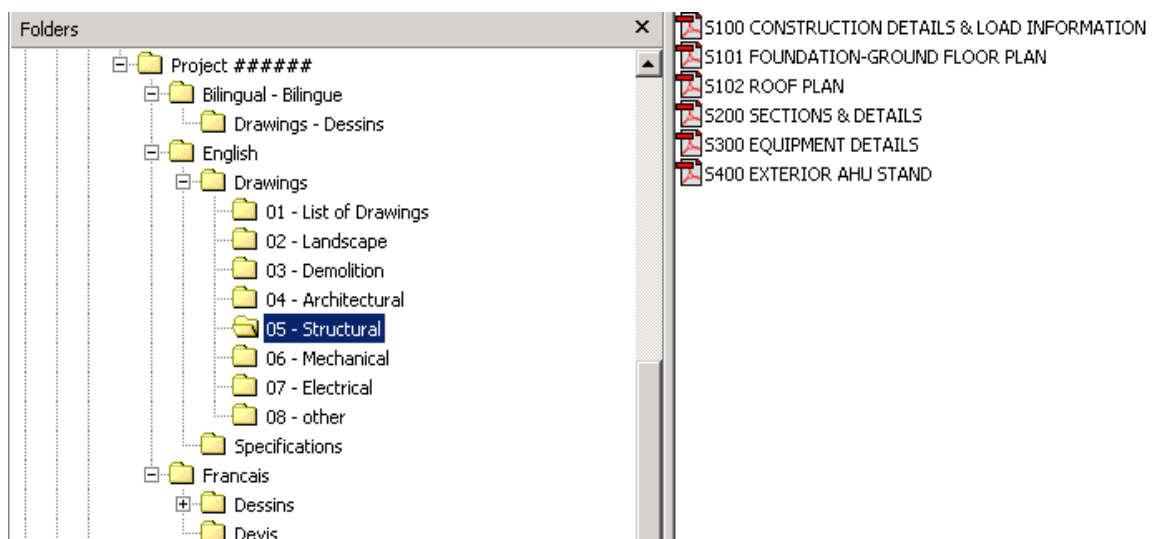 Folders
Project ######
Bilingual - Bilingue
Drawings - Dessins
English
Drawings
01 - List of Drawings
02 - Landscape
03 - Demolition
04 - Architectural
05 - Structural
06 - Mechanical
07 - Electrical
08 - other
Specifications
Francais
Dessins
Devis
S100 CONSTRUCTION DETAILS & LOAD INFORMATION
S101 FOUNDATION-GROUND FLOOR PLAN
S102 ROOF PLAN
S200 SECTIONS & DETAILS
S300 EQUIPMENT DETAILS
S400 EXTERIOR AHU STAND